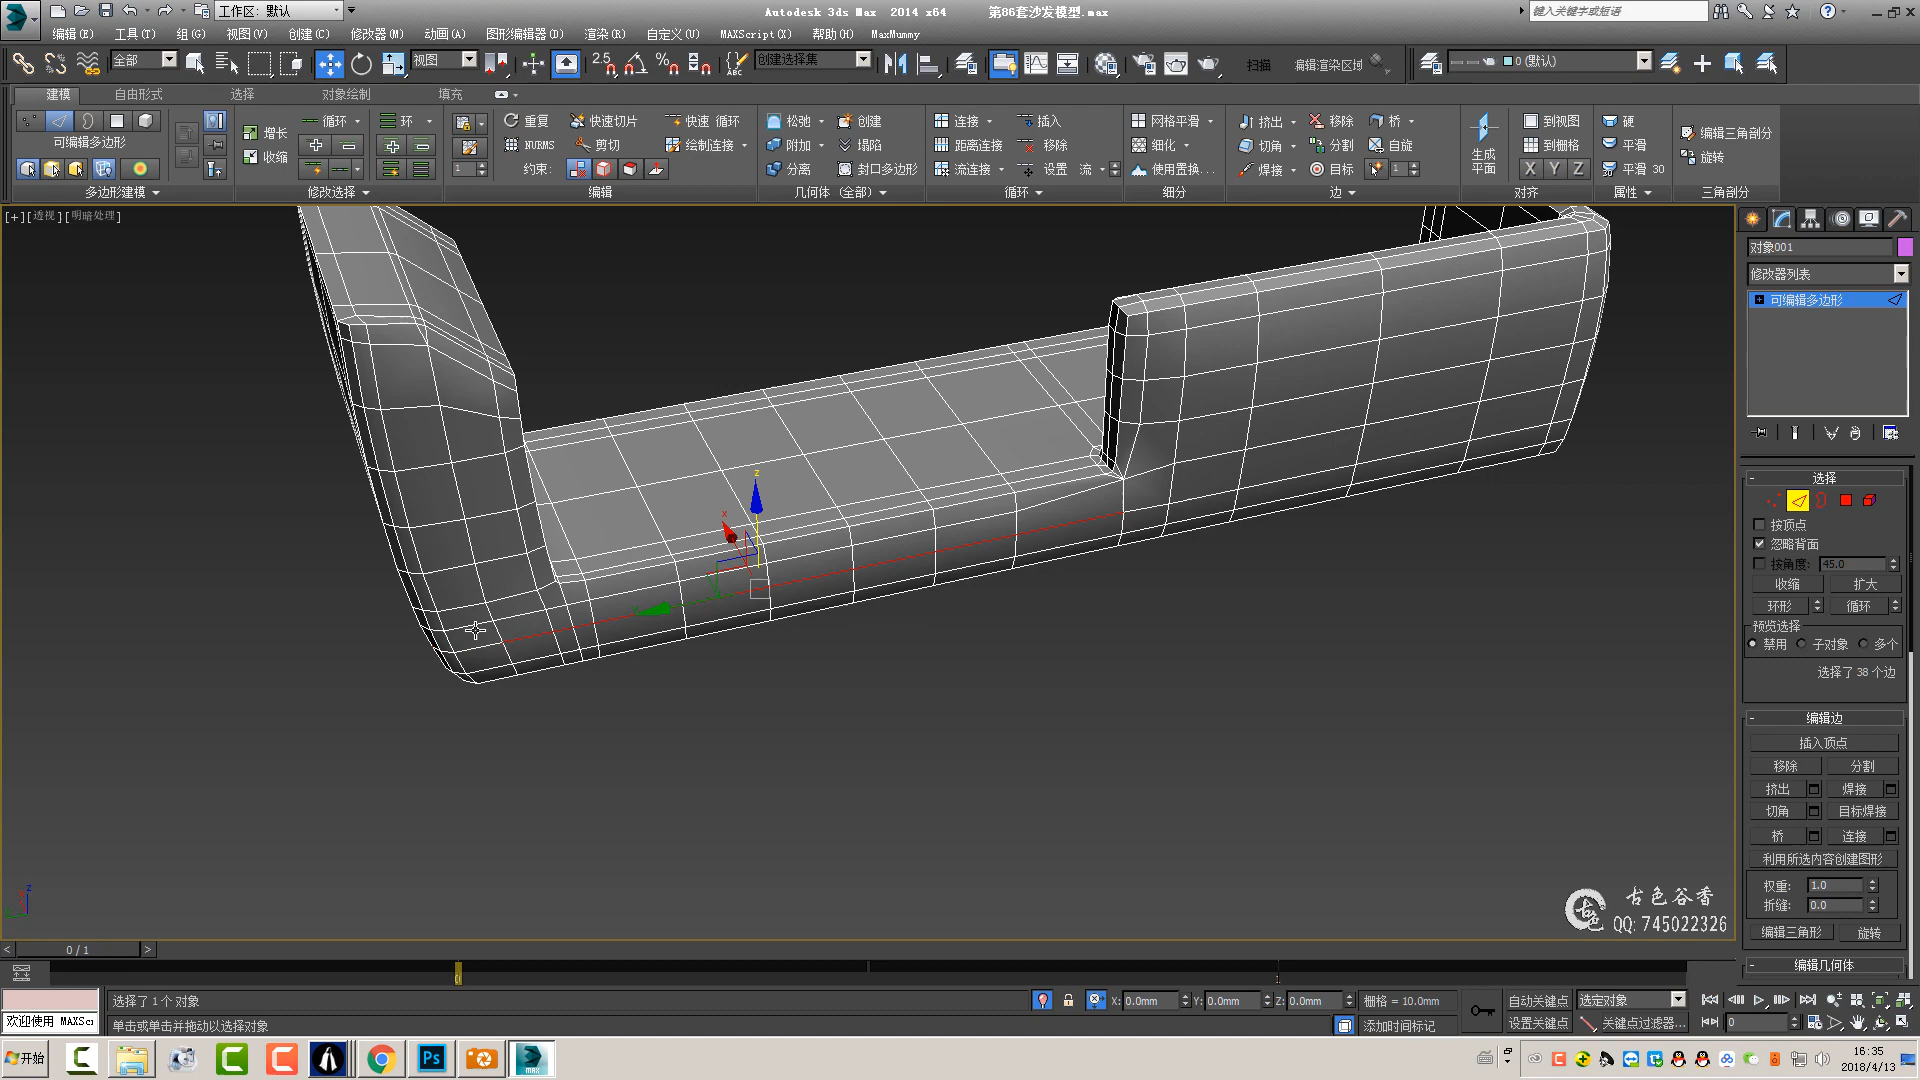 工作区: 默认
Autodesk 3ds Max 2014 x64 第86套沙发模型.max
键入关键字或短语
编辑(E) 工具(T) 组(G) 视图(V) 创建(C) 修改器(M) 动画(A) 图形编辑器(D) 渲染(R) 自定义(U) MAXScript(X) 帮助(H) MaxMummy
全部 视图 2.5 创建选择集 扫描 编辑渲染区域 0 (默认)
建模 自由形式 选择 对象绘制 填充
循环 环 重复 快速切片 快速 循环 松弛 创建 连接 插入 网格平滑 挤出 移除 桥 到视图 硬
增长 编辑三角剖分
可编辑多边形 NURMS 剪切 绘制连接 附加 塌陷 距离连接 移除 细化 切角 分割 自旋 到栅格 平滑
收缩 生成 旋转
1 约束: 分离 封口多边形 流连接 设置 流 使用置换... 焊接 目标 1 平面 X Y Z 平滑 30
多边形建模 修改选择 编辑 几何体 (全部) 循环 细分 边 对齐 属性 三角剖分
[+][透视][明暗处理]
对象001
修改器列表
可编辑多边形
选择
按顶点
忽略背面
按角度: 45.0
收缩 扩大
环形 循环
预览选择
禁用 子对象 多个
选择了 38 个边
编辑边
插入顶点
移除 分割
挤出 焊接
切角 目标焊接
桥 连接
利用所选内容创建图形
权重: 1.0
折缝: 0.0
编辑三角形 旋转
编辑几何体
z
x
z
古色谷香
QQ: 745022326
0 / 1
选择了 1 个 对象 X: 0.0mm Y: 0.0mm Z: 0.0mm 栅格 = 10.0mm 自动关键点 选定对象
欢迎使用 MAXSc 单击或单击并拖动以选择对象 添加时间标记 设置关键点 关键点过滤器... 0
开始 Ps MAX
16:35
2018/4/13